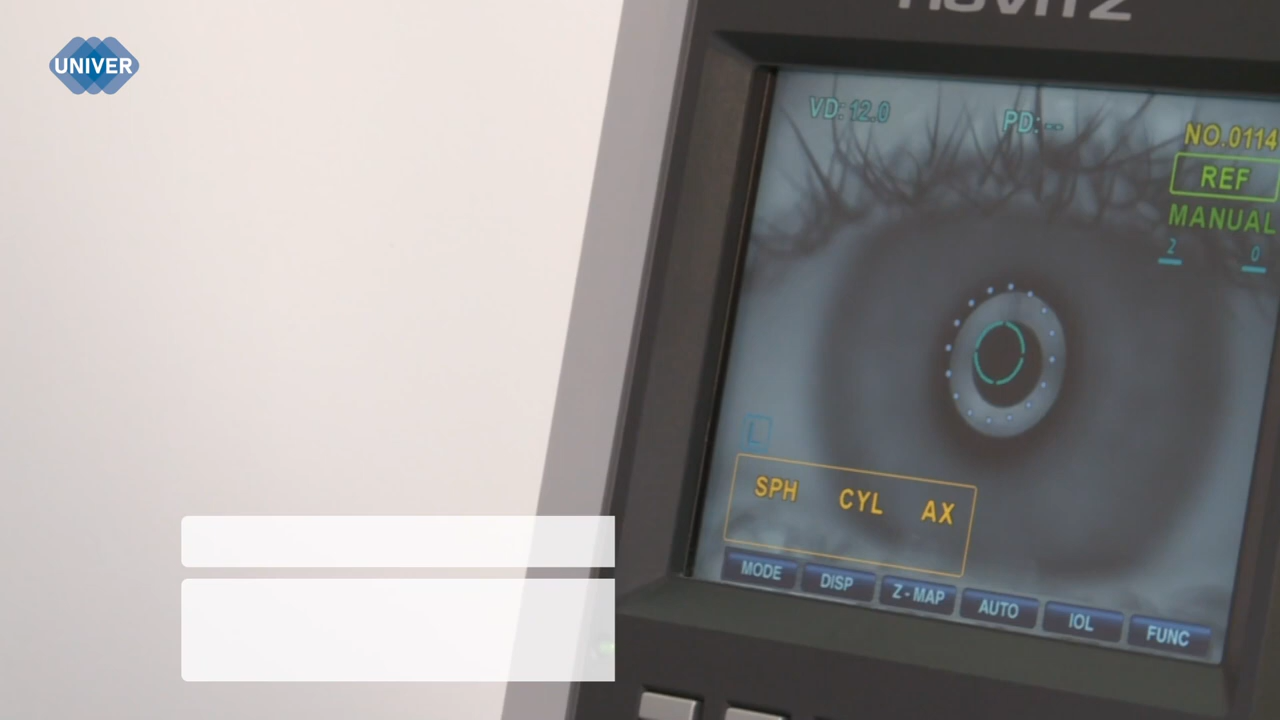 UNIVER
HUVITZ
VD: 12.0
PD: --
NO.0114
REF
MANUAL
2 0
L
SPH CYL AX
MODE DISP Z-MAP AUTO IOL FUNC